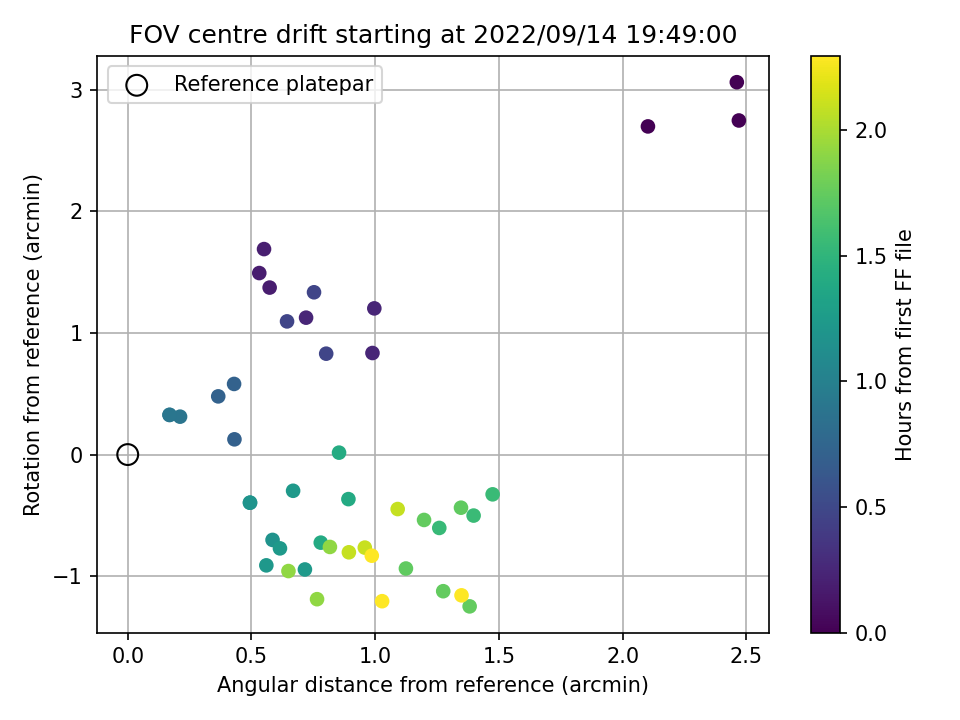 FOV centre drift starting at 2022/09/14 19:49:00
Reference platepar
Rotation from reference (arcmin)
3
2
1
0
−1
0.0 0.5 1.0 1.5 2.0 2.5
Angular distance from reference (arcmin)
2.0
1.5
1.0
0.5
0.0
Hours from first FF file